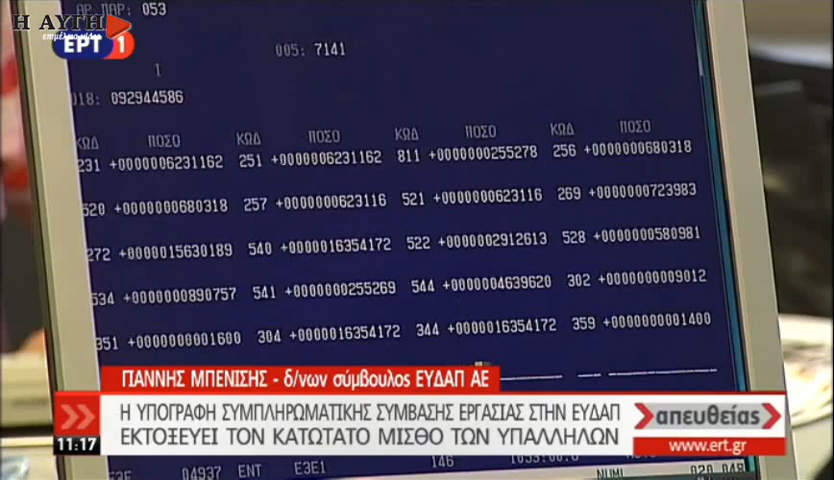 ΑΡ.ΠΑΡ: 053
Η ΑΥΓΗ
ΕΡΤ 1
005: 7141
018: 092944586
ΚΩΔ ΠΟΣΟ ΚΩΔ ΠΟΣΟ ΚΩΔ ΠΟΣΟ ΚΩΔ ΠΟΣΟ
231 +0000006231162 251 +0000006231162 811 +0000000255278 256 +0000000680318
520 +0000000680318 257 +0000000623116 521 +0000000623116 269 +0000000723983
272 +0000015630189 540 +0000016354172 522 +0000002912613 528 +0000000580981
534 +0000000890757 541 +0000000255269 544 +0000004639620 302 +0000000009012
351 +0000000001600 304 +0000016354172 344 +0000016354172 359 +0000000001400
ΓΙΑΝΝΗΣ ΜΠΕΝΙΣΗΣ - δ/νων σύμβουλος ΕΥΔΑΠ ΑΕ
Η ΥΠΟΓΡΑΦΗ ΣΥΜΠΛΗΡΩΜΑΤΙΚΗΣ ΣΥΜΒΑΣΗΣ ΕΡΓΑΣΙΑΣ ΣΤΗΝ ΕΥΔΑΠ
ΕΚΤΟΞΕΥΕΙ ΤΟΝ ΚΑΤΩΤΑΤΟ ΜΙΣΘΟ ΤΩΝ ΥΠΑΛΛΗΛΩΝ
απευθείας
11:17
www.ert.gr
04937 ENT E3E1 146